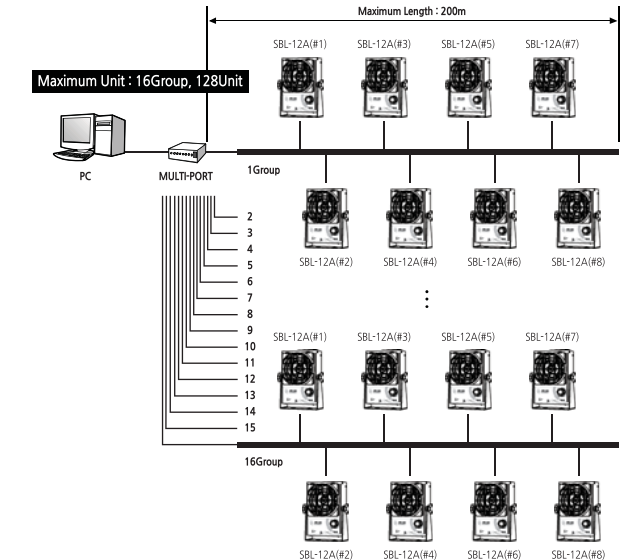 Maximum Length : 200m
SBL-12A(#1) SBL-12A(#3) SBL-12A(#5) SBL-12A(#7)
Maximum Unit : 16Group, 128Unit
PC
MULTI-PORT
1Group
SBL-12A(#2) SBL-12A(#4) SBL-12A(#6) SBL-12A(#8)
2
3
4
5
6
7
8
9
10
11
12
13
14
15
SBL-12A(#1) SBL-12A(#3) SBL-12A(#5) SBL-12A(#7)
16Group
SBL-12A(#2) SBL-12A(#4) SBL-12A(#6) SBL-12A(#8)